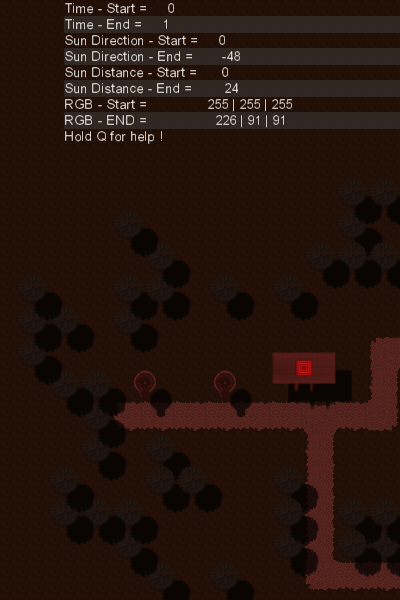 Time - Start = 0
Time - End = 1
Sun Direction - Start = 0
Sun Direction - End = -48
Sun Distance - Start = 0
Sun Distance - End = 24
RGB - Start = 255 | 255 | 255
RGB - END = 226 | 91 | 91
Hold Q for help !